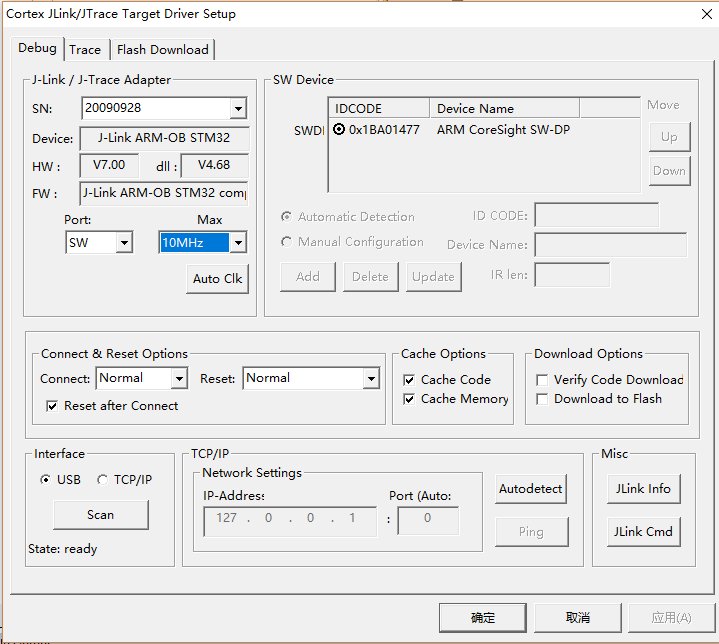 Cortex JLink/JTrace Target Driver Setup
Debug Trace Flash Download
J-Link / J-Trace Adapter
SN: 20090928
Device: J-Link ARM-OB STM32
HW : V7.00 dll : V4.68
FW : J-Link ARM-OB STM32 comp
Port: Max
SW 10MHz
Auto Clk
SW Device
IDCODE Device Name
SWDI 0x1BA01477 ARM CoreSight SW-DP
Move
Up
Down
Automatic Detection ID CODE:
Manual Configuration Device Name:
Add Delete Update IR len:
Connect & Reset Options
Connect: Normal Reset: Normal
Reset after Connect
Cache Options
Cache Code
Cache Memory
Download Options
Verify Code Download
Download to Flash
Interface
USB TCP/IP
Scan
State: ready
TCP/IP
Network Settings
IP-Address Port (Auto:
127 . 0 . 0 . 1 : 0
Autodetect
Ping
Misc
JLink Info
JLink Cmd
确定 取消 应用(A)